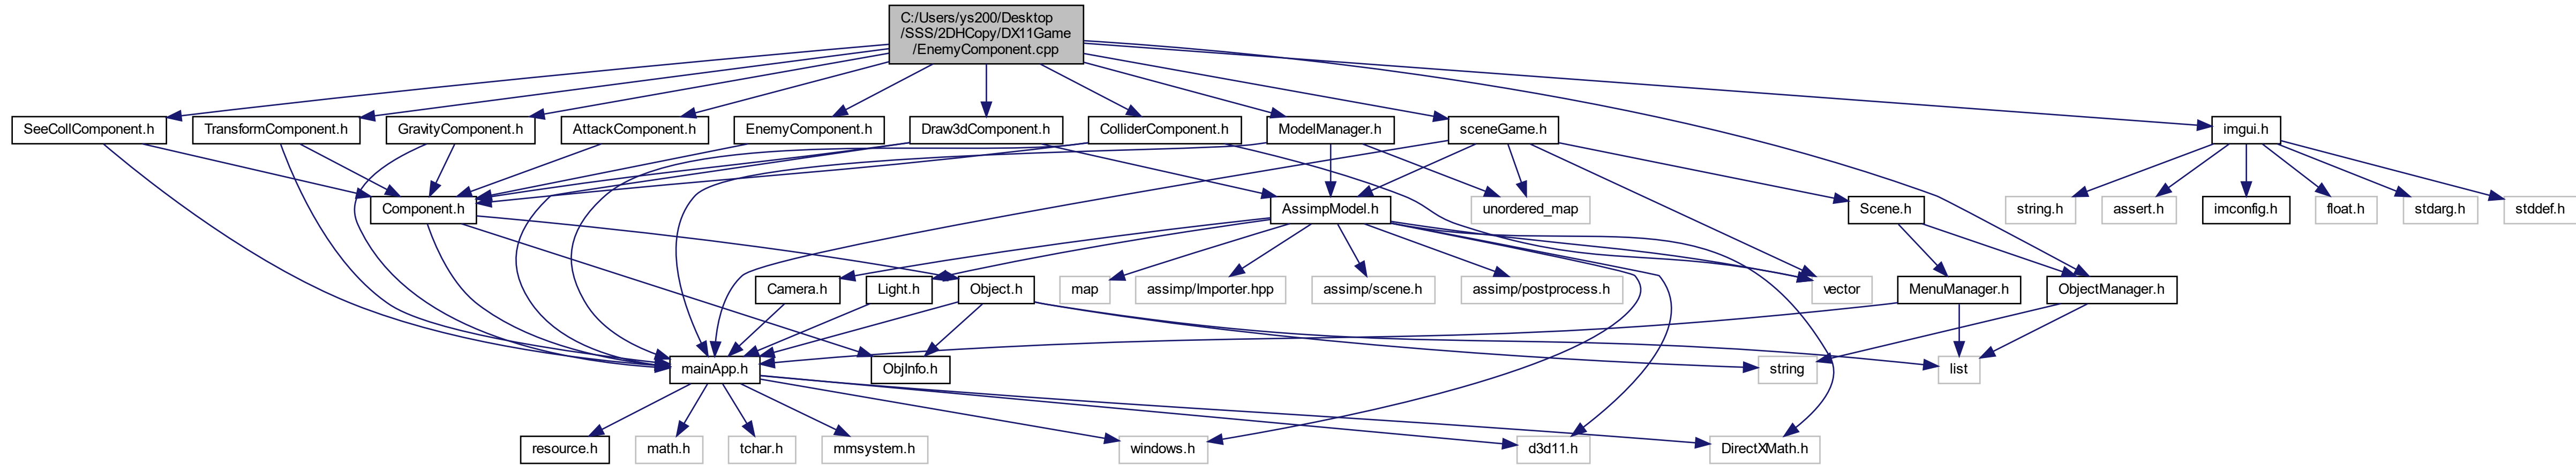 C:/Users/ys200/Desktop
/SSS/2DHCopy/DX11Game
/EnemyComponent.cpp
SeeCollComponent.h
TransformComponent.h
GravityComponent.h
AttackComponent.h
EnemyComponent.h
Draw3dComponent.h
ColliderComponent.h
ModelManager.h
sceneGame.h
imgui.h
Component.h
AssimpModel.h
unordered_map
Scene.h
string.h
assert.h
imconfig.h
float.h
stdarg.h
stddef.h
Camera.h
Light.h
Object.h
map
assimp/Importer.hpp
assimp/scene.h
assimp/postprocess.h
vector
MenuManager.h
ObjectManager.h
mainApp.h
ObjInfo.h
string
list
resource.h
math.h
tchar.h
mmsystem.h
windows.h
d3d11.h
DirectXMath.h